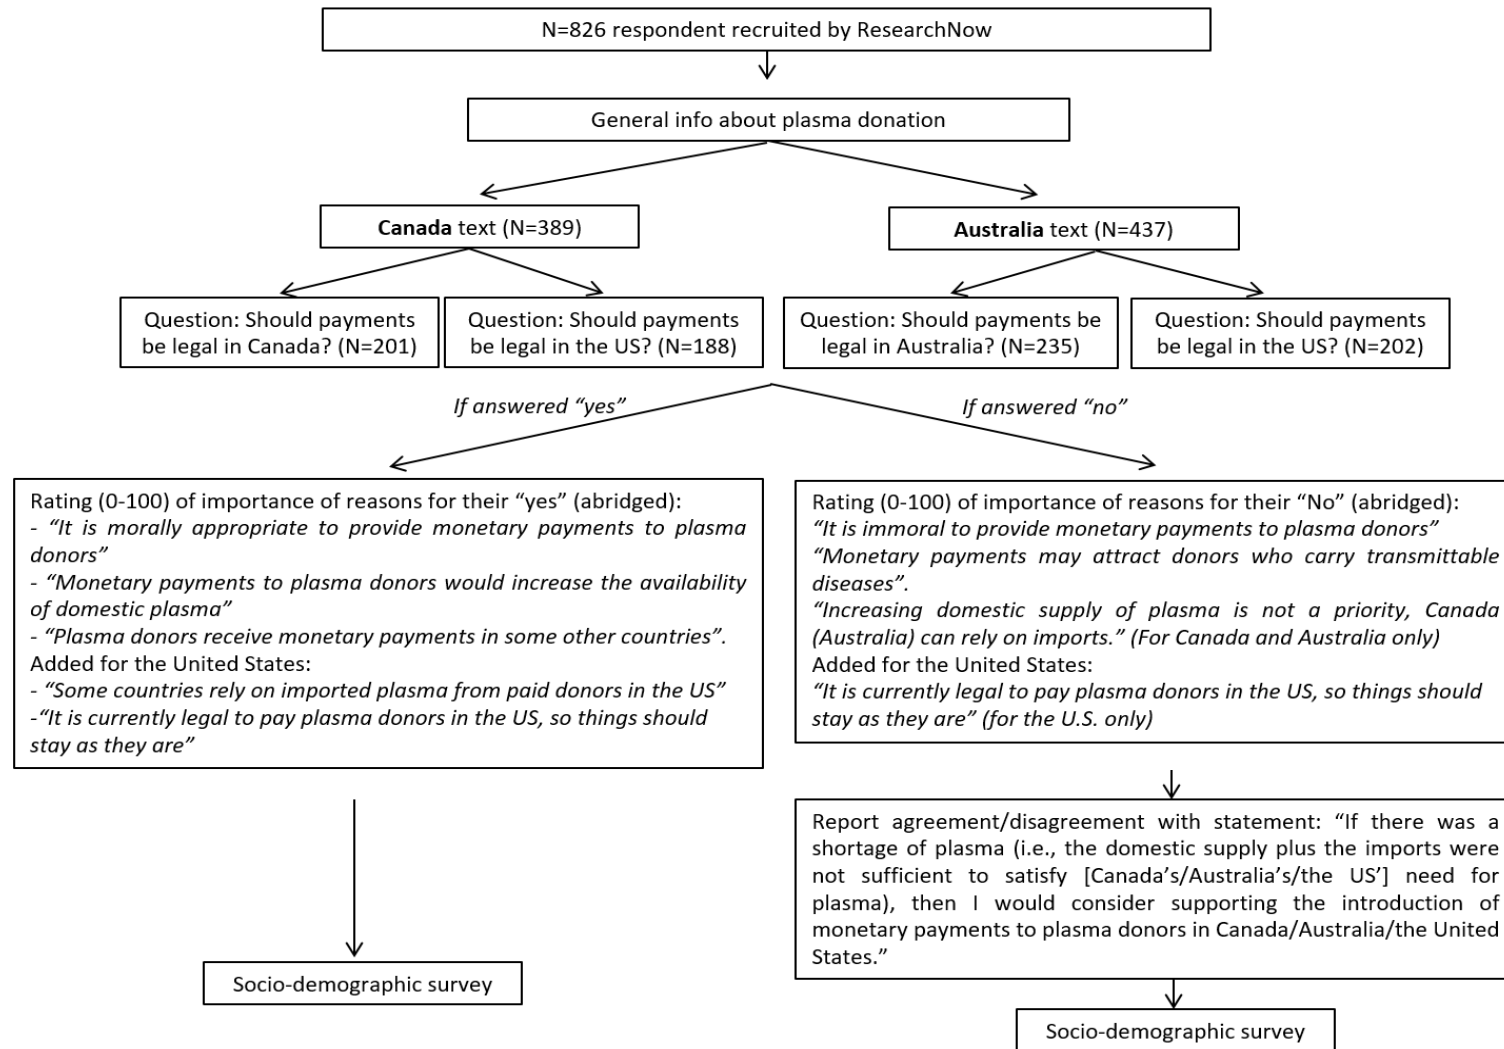 N=826 respondent recruited by ResearchNow
General info about plasma donation
Canada text (N=389)
Australia text (N=437)
Question: Should payments
be legal in Canada? (N=201)
Question: Should payments
be legal in the US? (N=188)
Question: Should payments be
legal in Australia? (N=235)
Question: Should payments
be legal in the US? (N=202)
If answered “yes”
If answered “no”
Rating (0-100) of importance of reasons for their “yes” (abridged):
- “It is morally appropriate to provide monetary payments to plasma
donors”
- “Monetary payments to plasma donors would increase the availability
of domestic plasma”
- “Plasma donors receive monetary payments in some other countries”.
Added for the United States:
- “Some countries rely on imported plasma from paid donors in the US”
-“It is currently legal to pay plasma donors in the US, so things should
stay as they are”
Rating (0-100) of importance of reasons for their “No” (abridged):
“It is immoral to provide monetary payments to plasma donors”
“Monetary payments may attract donors who carry transmittable
diseases”.
“Increasing domestic supply of plasma is not a priority, Canada
(Australia) can rely on imports.” (For Canada and Australia only)
Added for the United States:
“It is currently legal to pay plasma donors in the US, so things should
stay as they are” (for the U.S. only)
Report agreement/disagreement with statement: “If there was a
shortage of plasma (i.e., the domestic supply plus the imports were
not sufficient to satisfy [Canada’s/Australia’s/the US’] need for
plasma), then I would consider supporting the introduction of
monetary payments to plasma donors in Canada/Australia/the United
States.”
Socio-demographic survey
Socio-demographic survey